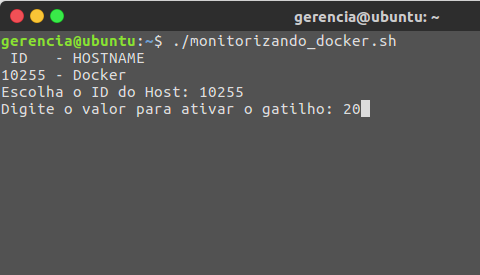 gerencia@ubuntu: ~
gerencia@ubuntu:~$ ./monitorizando_docker.sh
 ID   - HOSTNAME
10255 - Docker
Escolha o ID do Host: 10255
Digite o valor para ativar o gatilho: 20